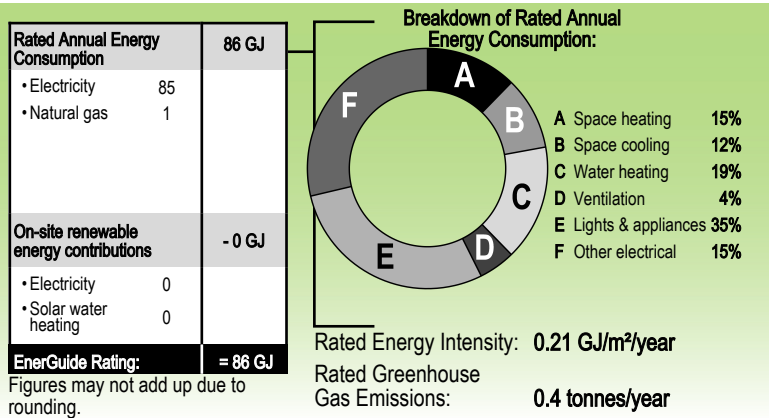 Rated Annual Energy Consumption 86 GJ
• Electricity 85
• Natural gas 1
On-site renewable energy contributions - 0 GJ
• Electricity 0
• Solar water heating 0
EnerGuide Rating: = 86 GJ
Figures may not add up due to
rounding.
Breakdown of Rated Annual
Energy Consumption:
A
B
C
D
E
F
A Space heating 15%
B Space cooling 12%
C Water heating 19%
D Ventilation 4%
E Lights & appliances 35%
F Other electrical 15%
Rated Energy Intensity: 0.21 GJ/m²/year
Rated Greenhouse
Gas Emissions: 0.4 tonnes/year